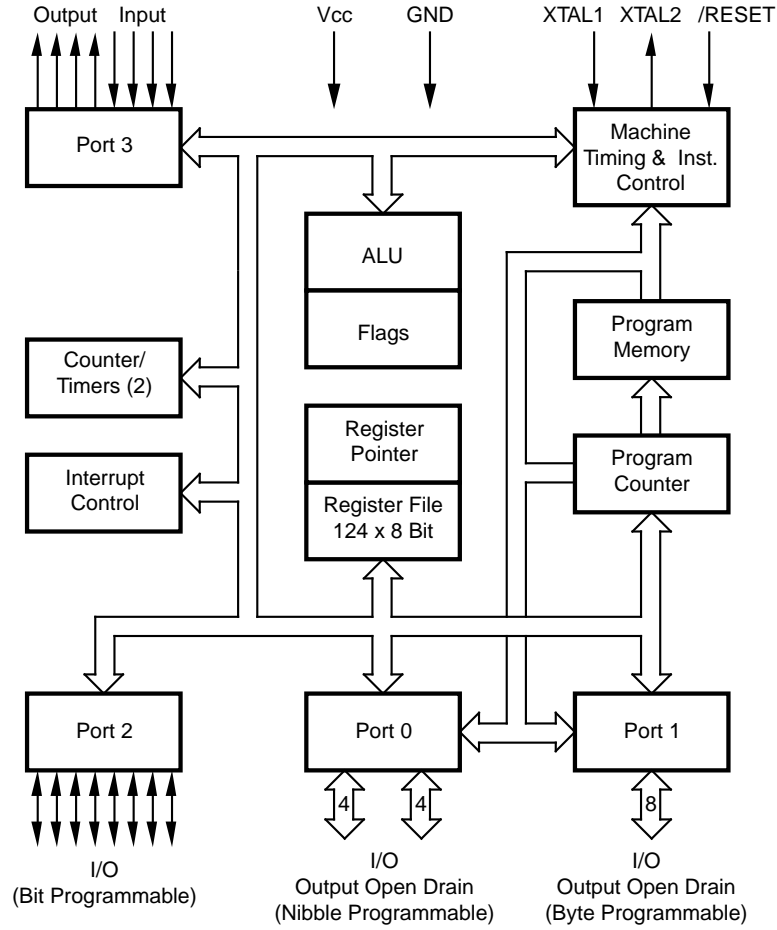 Output Input Vcc GND XTAL1 XTAL2 /RESET
Port 3
Machine
Timing & Inst.
Control
ALU
Flags
Counter/
Timers (2)
Program
Memory
Register
Pointer
Program
Counter
Interrupt
Control
Register File
124 x 8 Bit
Port 2
Port 0
Port 1
4
4
8
I/O
(Bit Programmable)
I/O
Output Open Drain
(Nibble Programmable)
I/O
Output Open Drain
(Byte Programmable)